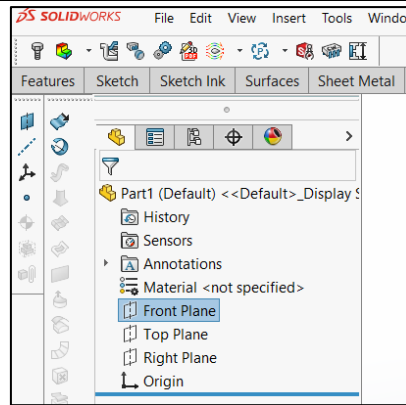 SOLIDWORKS File Edit View Insert Tools Windo
Features Sketch Sketch Ink Surfaces Sheet Metal
Part1 (Default) <<Default>_Display S
History
Sensors
Annotations
Material <not specified>
Front Plane
Top Plane
Right Plane
Origin